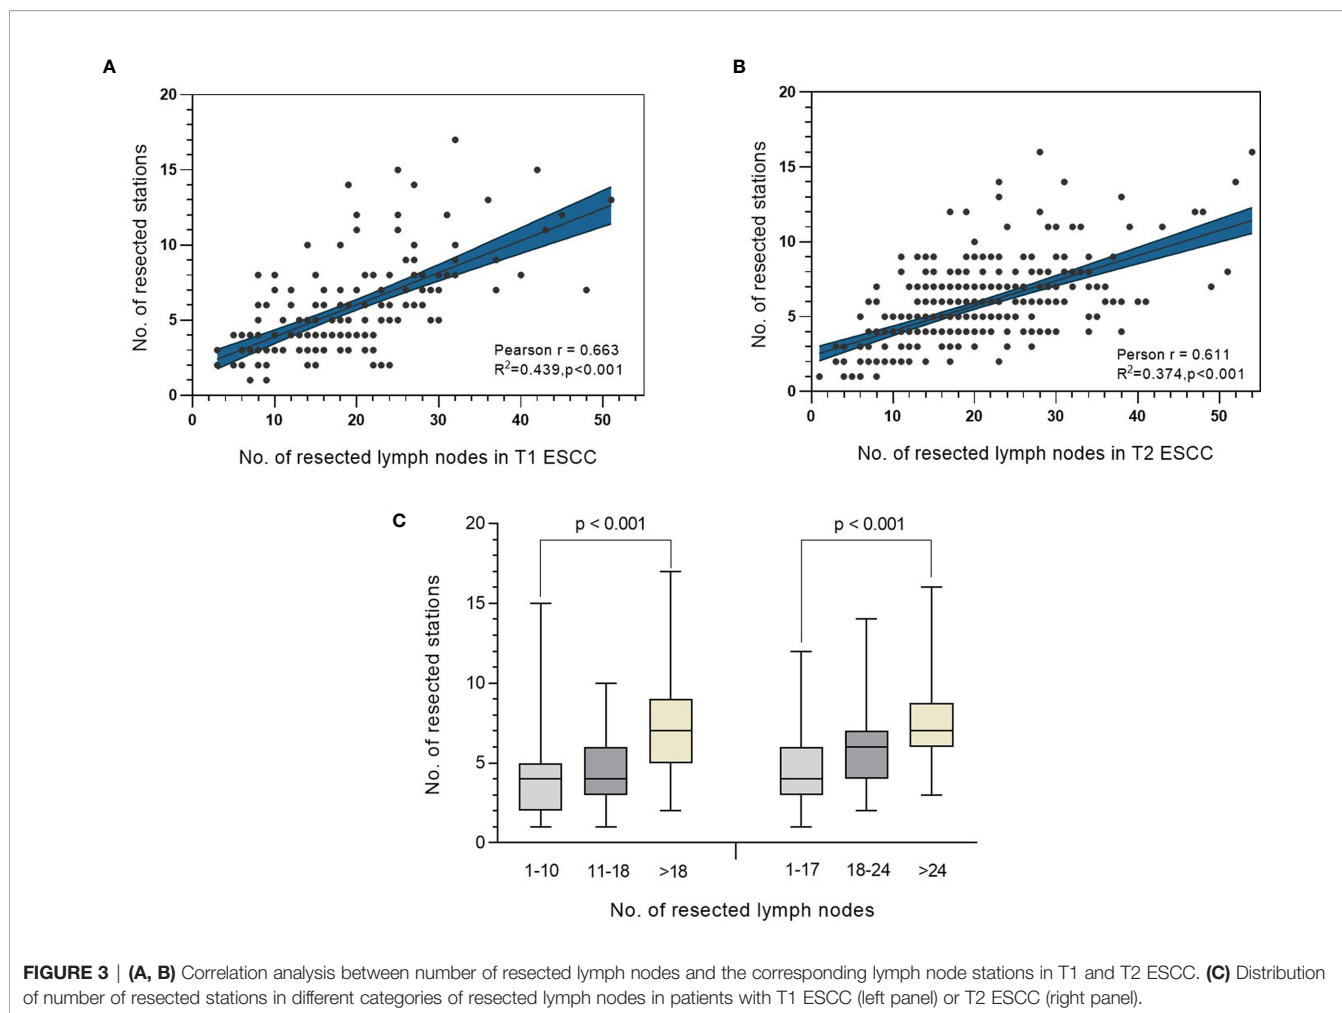 A
B
20
15
10
5
0
No. of resected stations
Pearson r = 0.663
R²=0.439,p<0.001
0 10 20 30 40 50
No. of resected lymph nodes in T1 ESCC
20
15
10
5
0
No. of resected stations
Person r = 0.611
R²=0.374,p<0.001
0 10 20 30 40 50
No. of resected lymph nodes in T2 ESCC
C
20
15
10
5
0
No. of resected stations
p < 0.001
p < 0.001
1-10 11-18 >18 1-17 18-24 >24
No. of resected lymph nodes
FIGURE 3 | (A, B) Correlation analysis between number of resected lymph nodes and the corresponding lymph node stations in T1 and T2 ESCC. (C) Distribution
of number of resected stations in different categories of resected lymph nodes in patients with T1 ESCC (left panel) or T2 ESCC (right panel).